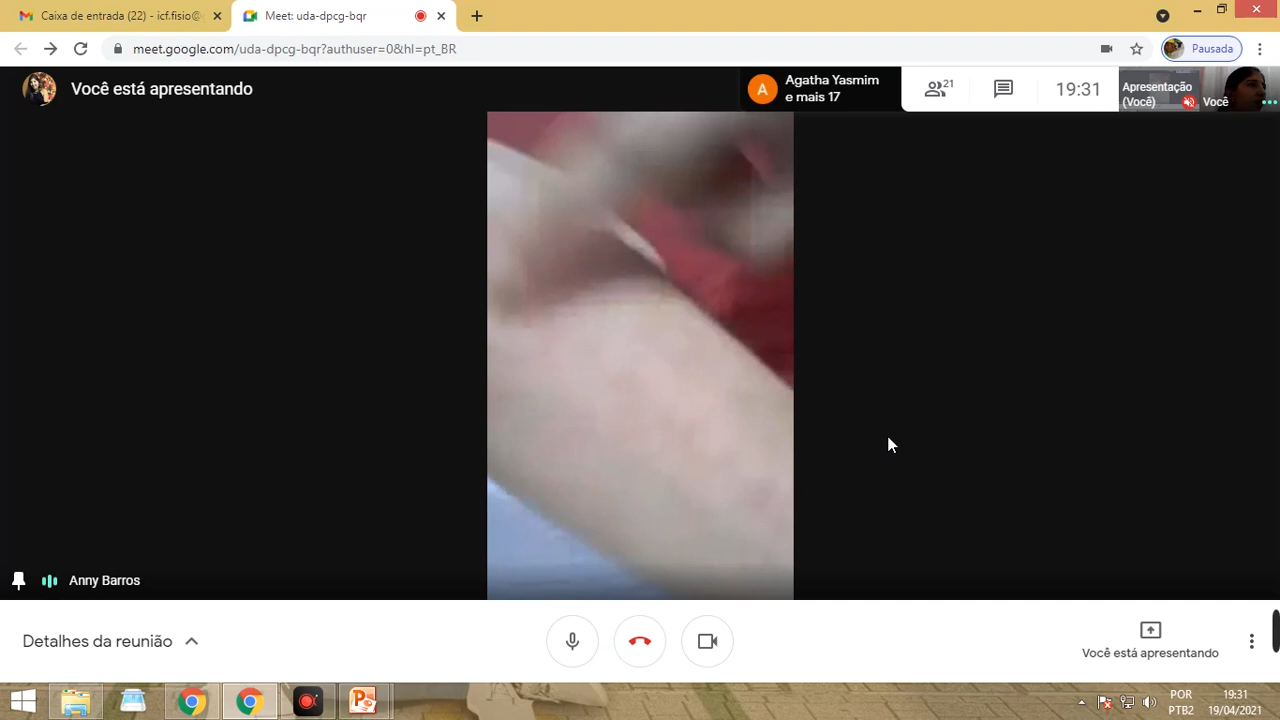 Caixa de entrada (22) - icf.fisio@
Meet: uda-dpcg-bqr
meet.google.com/uda-dpcg-bqr?authuser=0&hl=pt_BR
Pausada
Você está apresentando
A
Agatha Yasmim
e mais 17
21
19:31
Apresentação
(Você)
Você
Anny Barros
Detalhes da reunião
Você está apresentando
POR
PTB2
19:31
19/04/2021